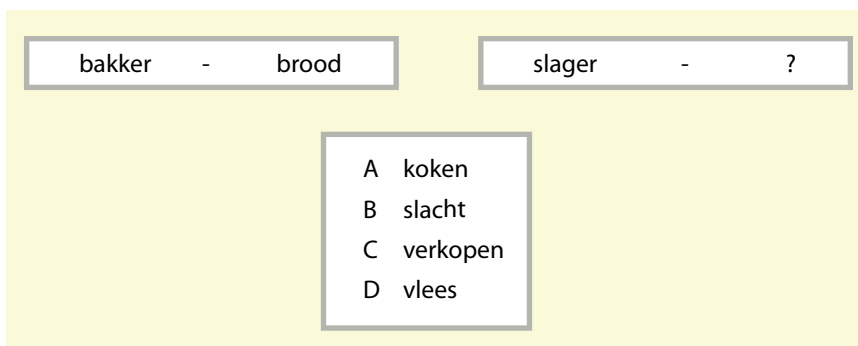 bakker - brood
slager - ?
A koken
B slacht
C verkopen
D vlees